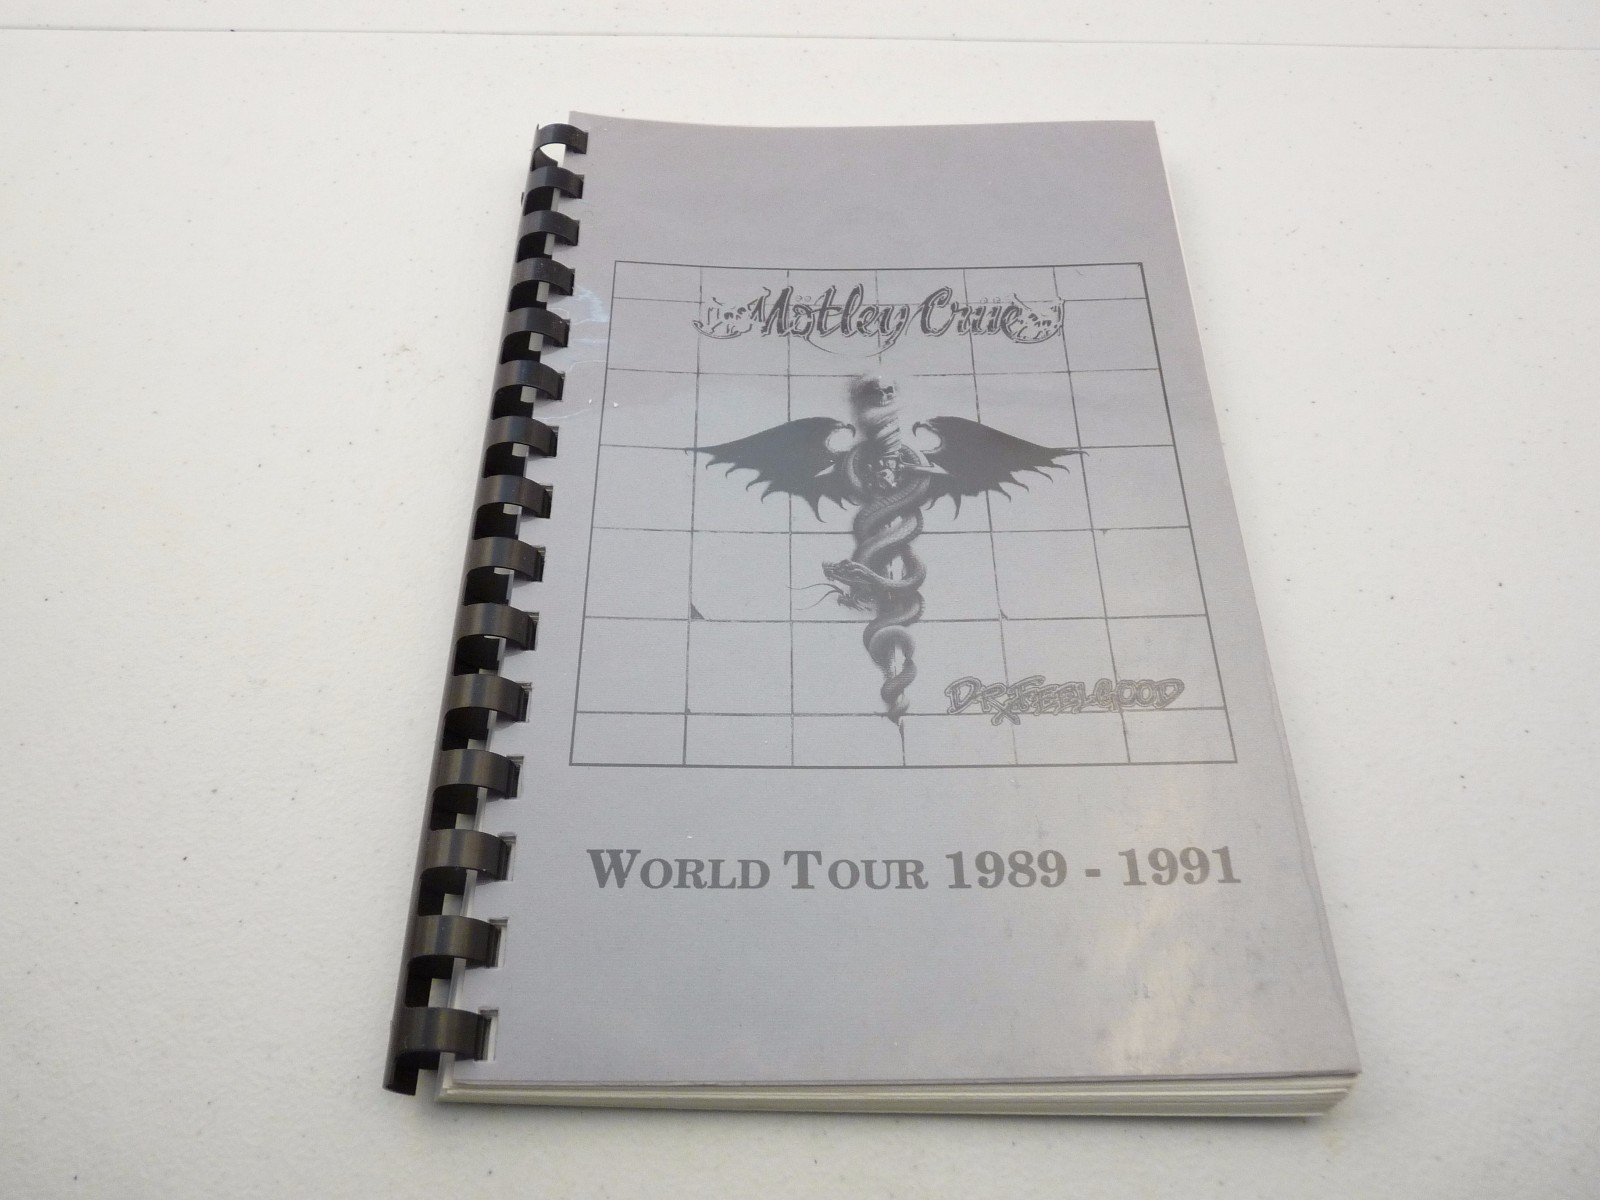 Mötley Crüe
Dr. Feelgood
World Tour 1989 - 1991